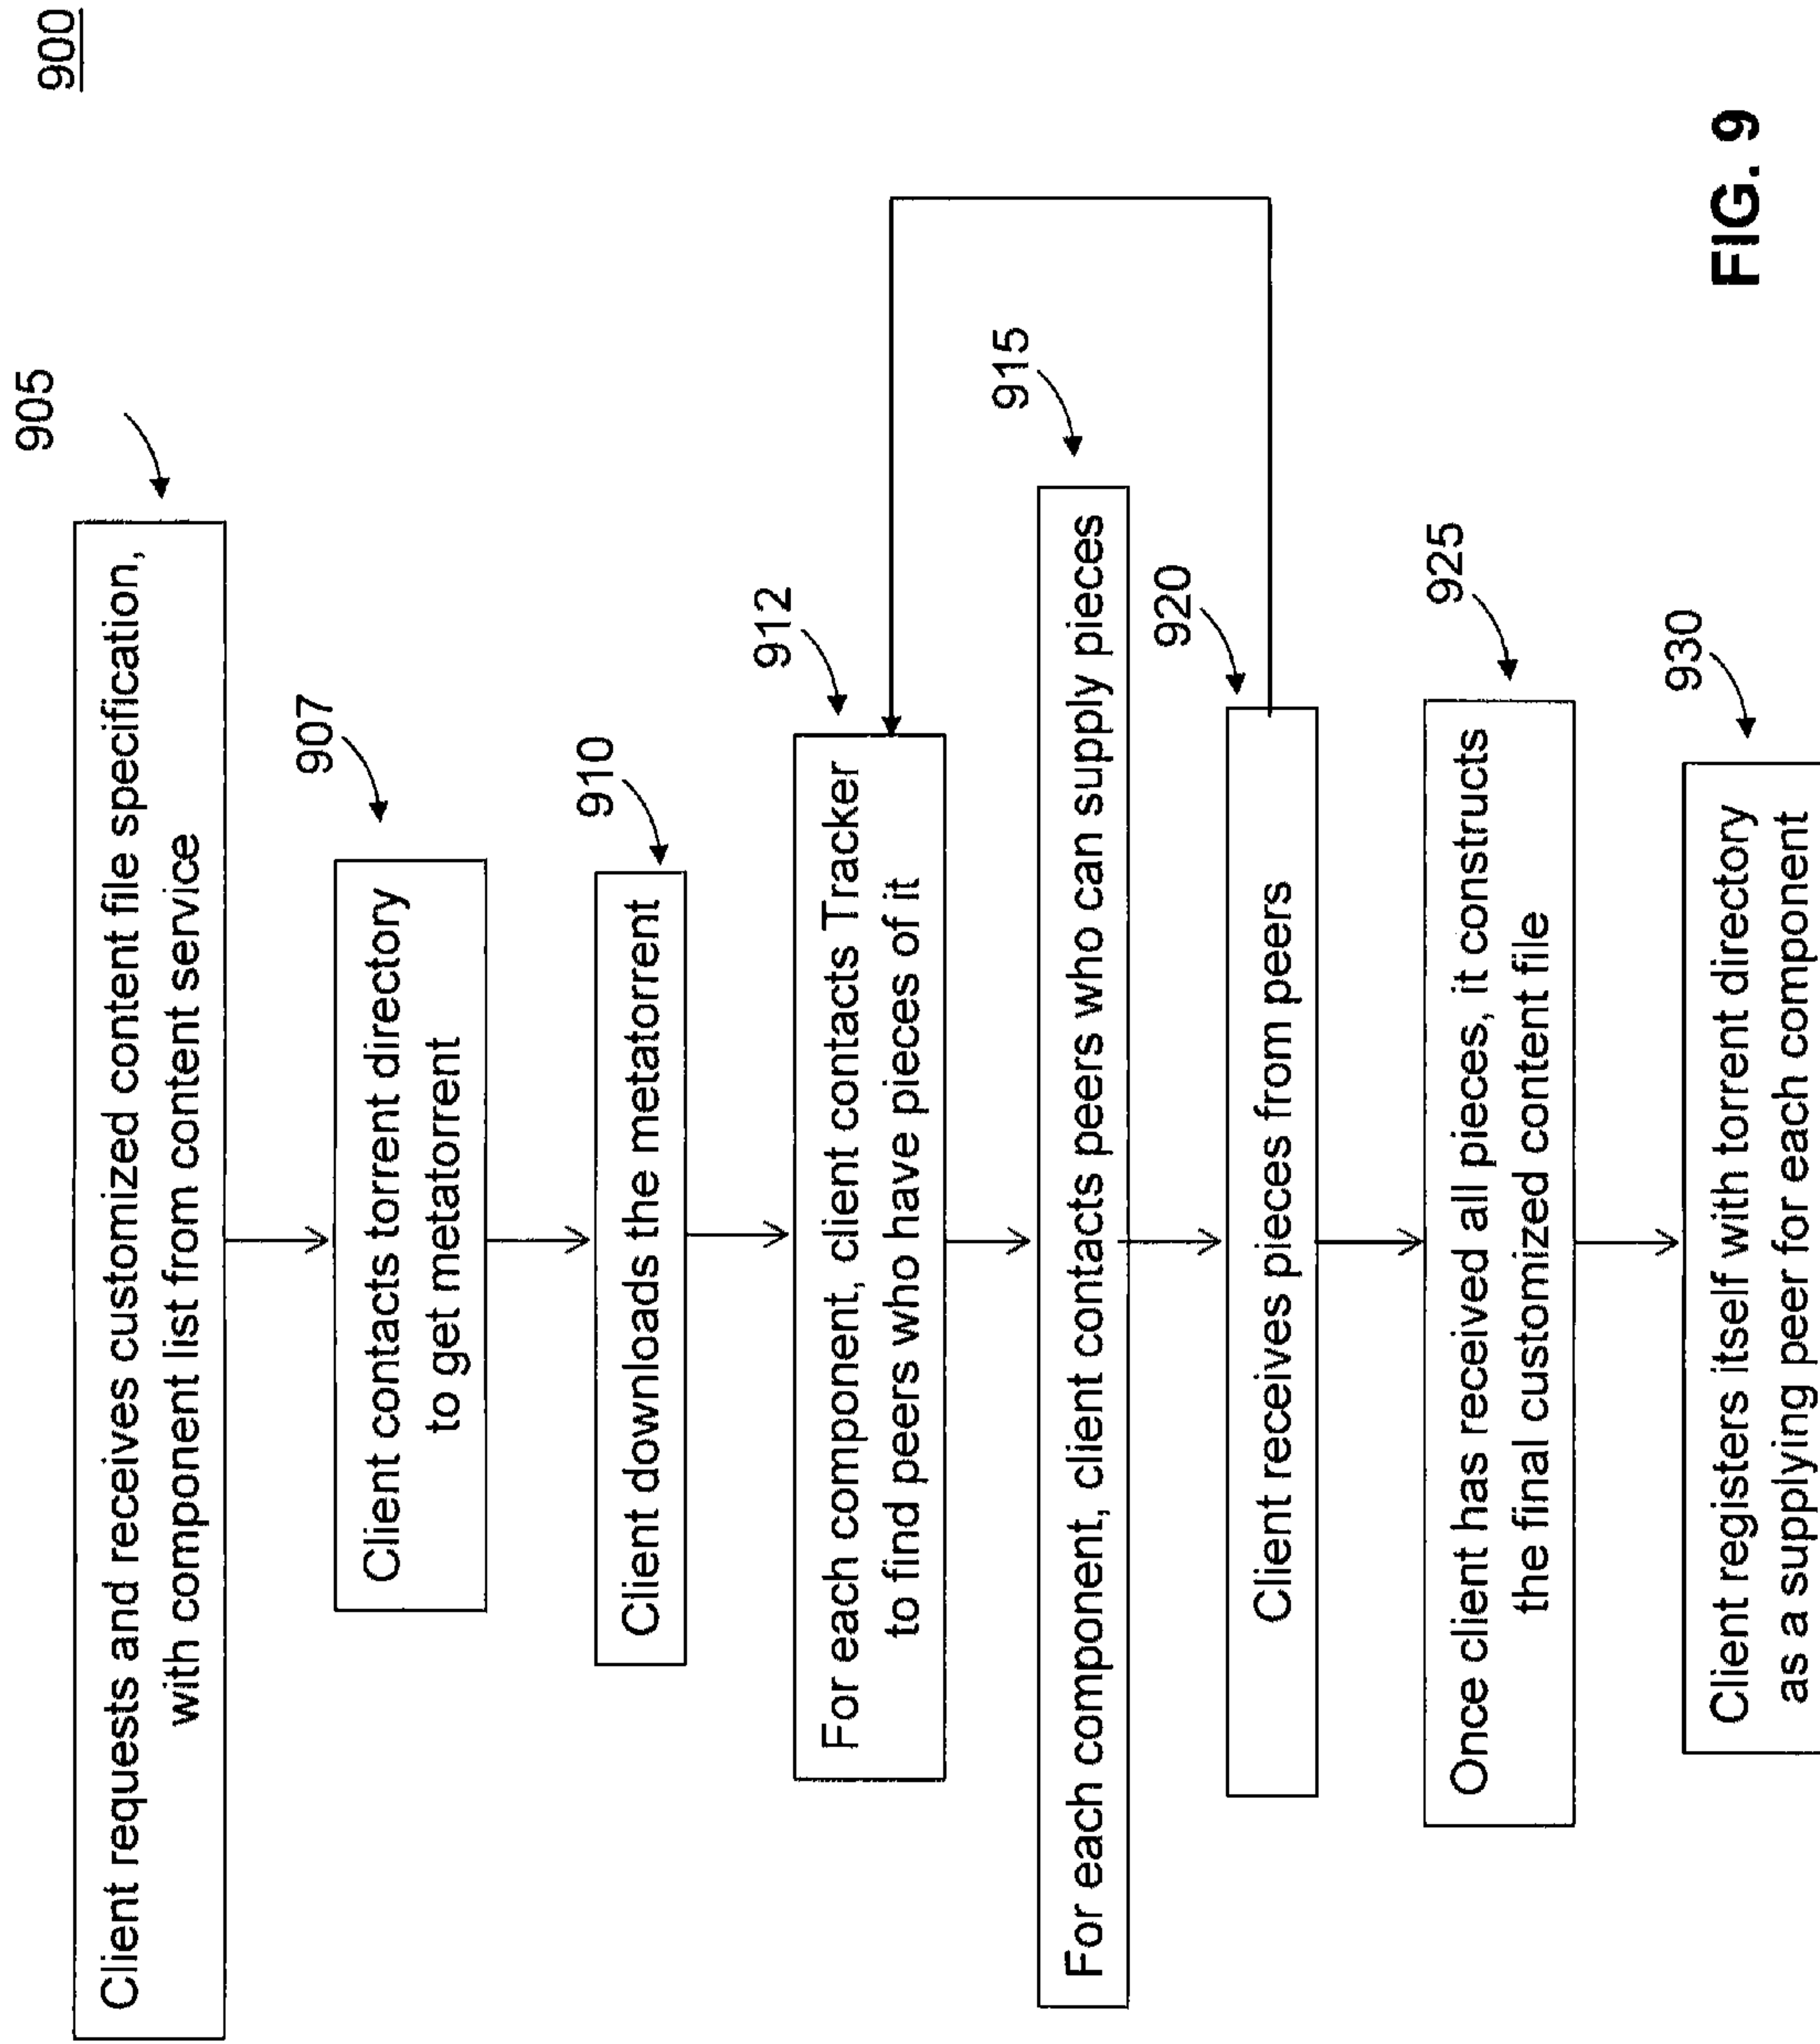 900
905
Client requests and receives customized content file specification,
with component list from content service
907
Client contacts torrent directory
to get metatorrent
910
Client downloads the metatorrent
912
For each component, client contacts Tracker
to find peers who have pieces of it
915
For each component, client contacts peers who can supply pieces
920
Client receives pieces from peers
925
Once client has received all pieces, it constructs
the final customized content file
930
Client registers itself with torrent directory
as a supplying peer for each component
FIG. 9